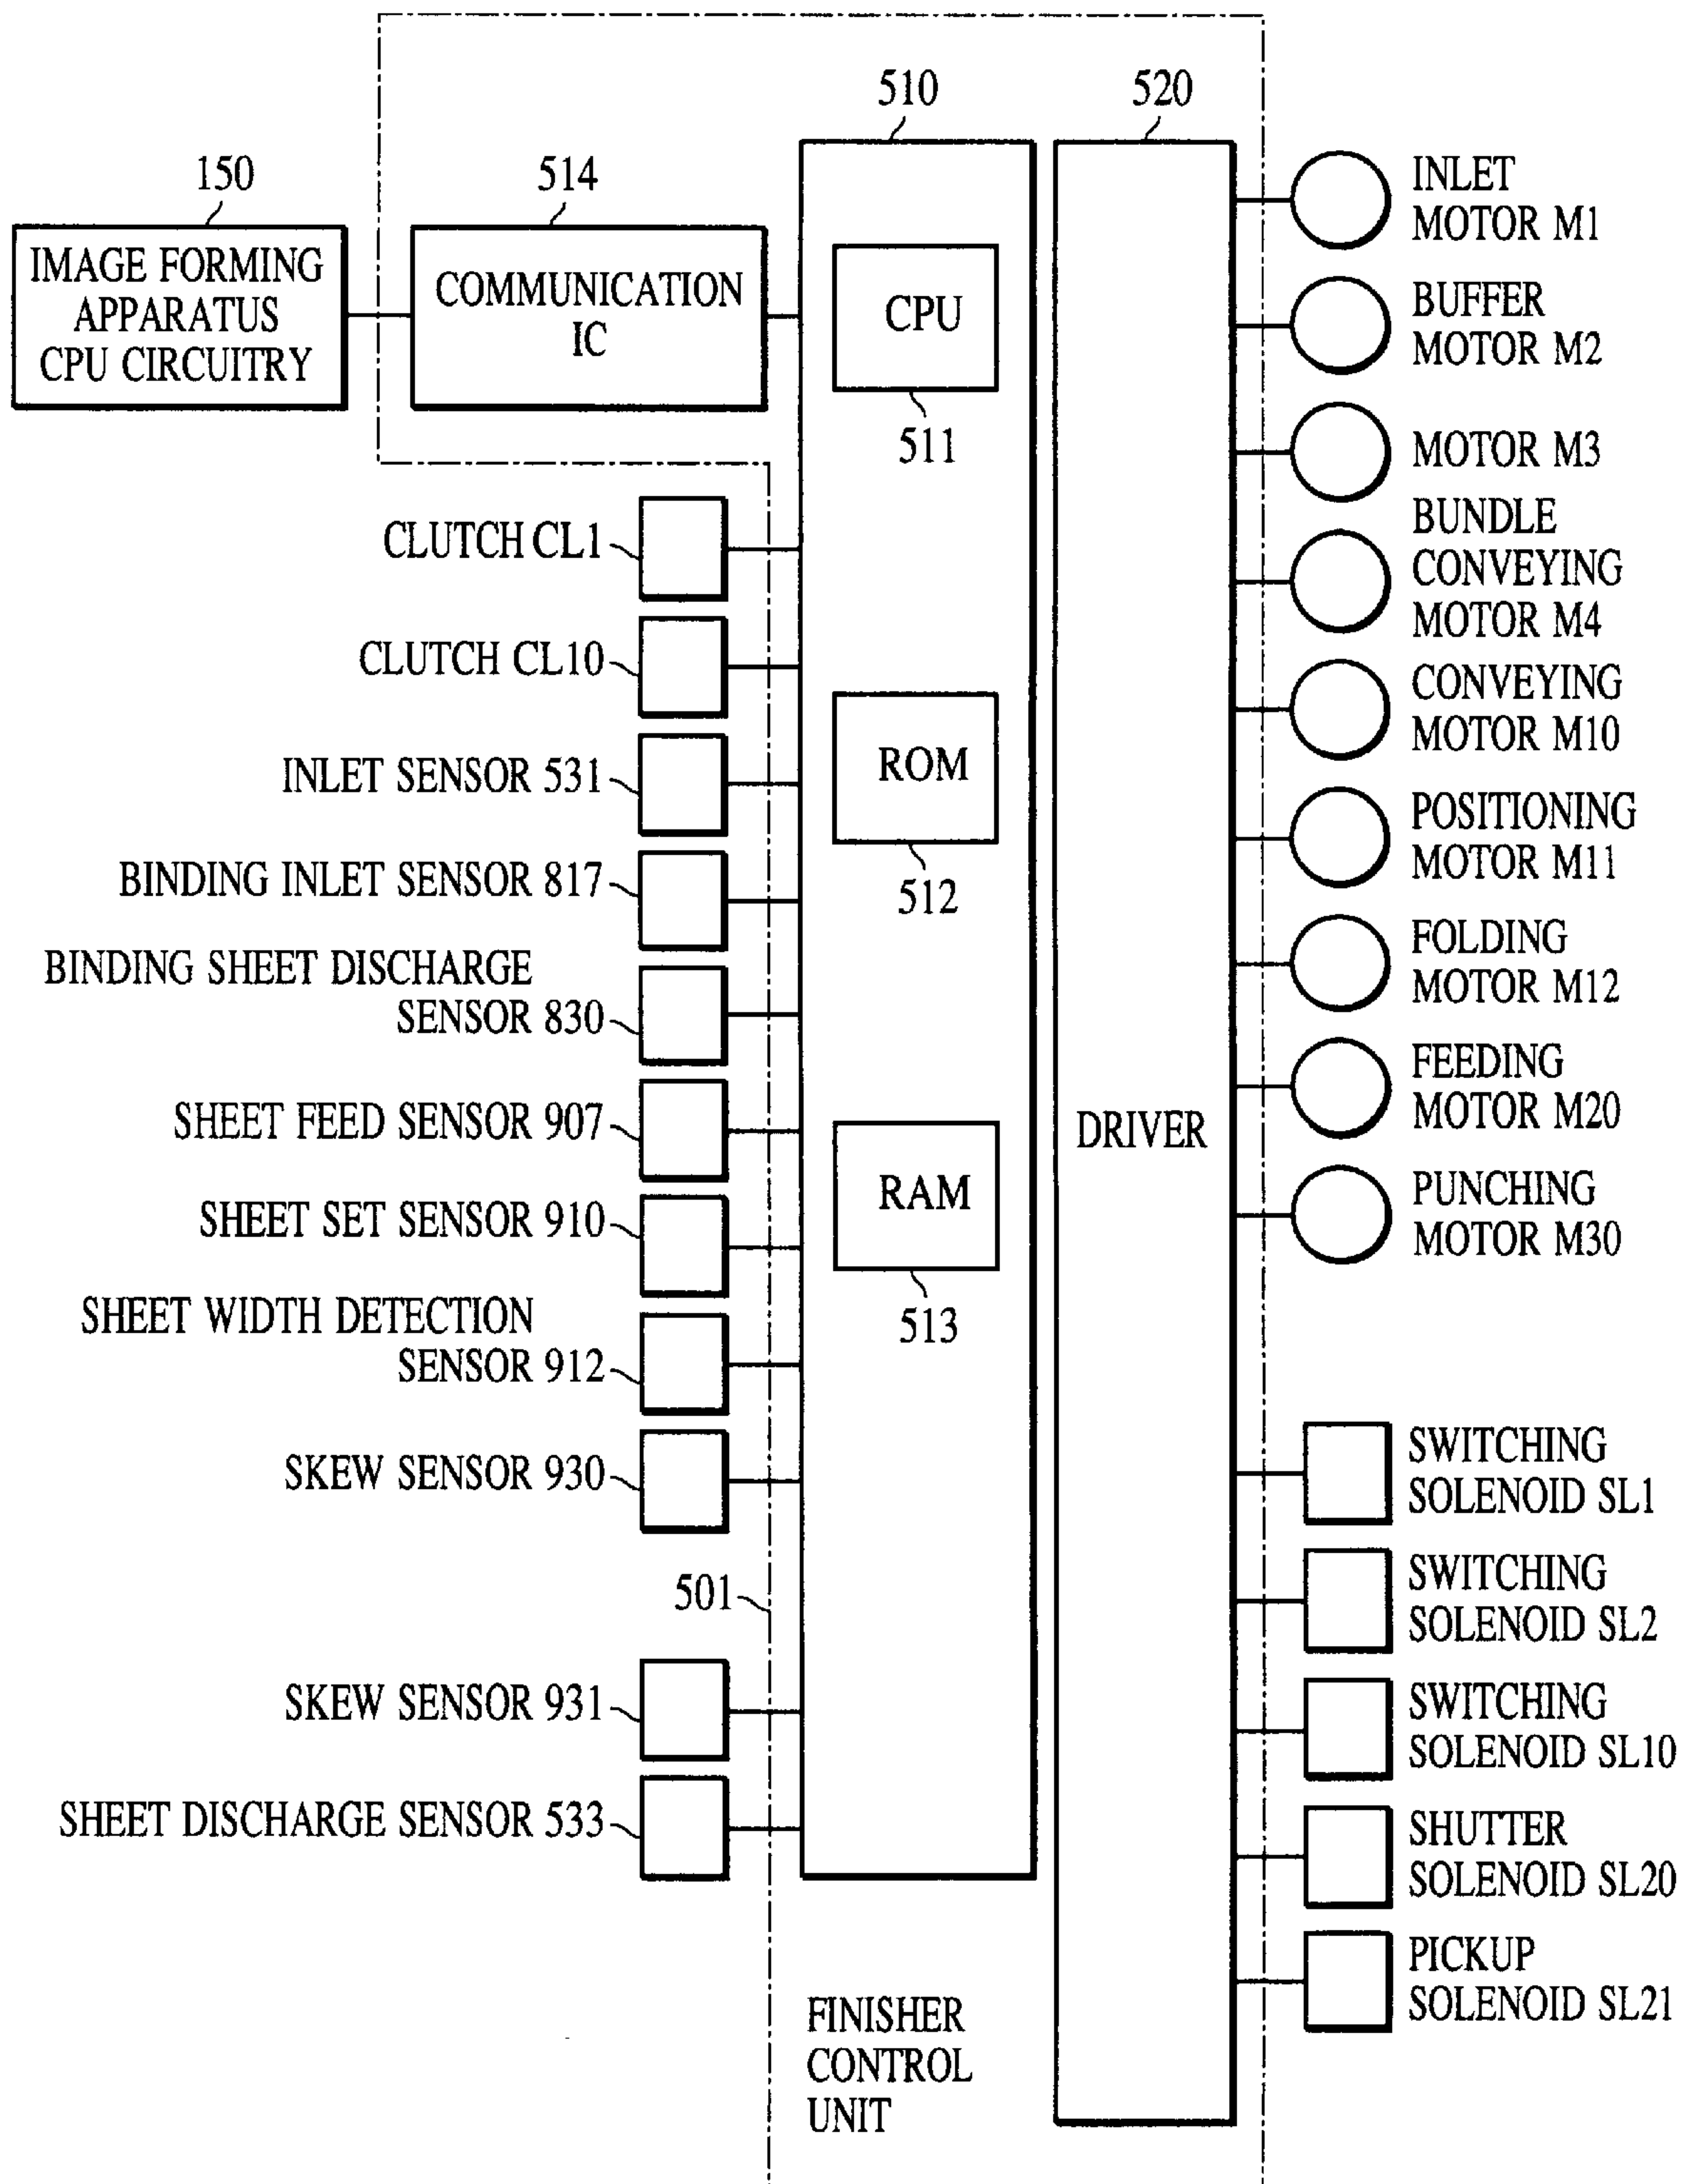 510
520
150
514
IMAGE FORMING
APPARATUS
CPU CIRCUITRY
COMMUNICATION
IC
CPU
511
ROM
512
RAM
513
DRIVER
CLUTCH CL1
CLUTCH CL10
INLET SENSOR 531
BINDING INLET SENSOR 817
BINDING SHEET DISCHARGE
SENSOR 830
SHEET FEED SENSOR 907
SHEET SET SENSOR 910
SHEET WIDTH DETECTION
SENSOR 912
SKEW SENSOR 930
501
SKEW SENSOR 931
SHEET DISCHARGE SENSOR 533
FINISHER
CONTROL
UNIT
INLET
MOTOR M1
BUFFER
MOTOR M2
MOTOR M3
BUNDLE
CONVEYING
MOTOR M4
CONVEYING
MOTOR M10
POSITIONING
MOTOR M11
FOLDING
MOTOR M12
FEEDING
MOTOR M20
PUNCHING
MOTOR M30
SWITCHING
SOLENOID SL1
SWITCHING
SOLENOID SL2
SWITCHING
SOLENOID SL10
SHUTTER
SOLENOID SL20
PICKUP
SOLENOID SL21